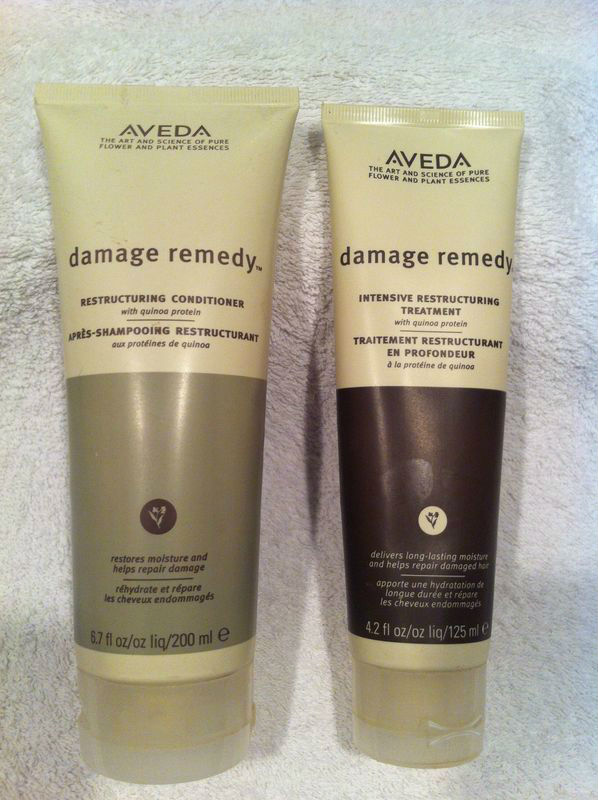 AVEDA
THE ART AND SCIENCE OF PURE
FLOWER AND PLANT ESSENCES
damage remedy™
RESTRUCTURING CONDITIONER
with quinoa protein
APRÈS-SHAMPOOING RESTRUCTURANT
aux protéines de quinoa
restores moisture and
helps repair damage
réhydrate et répare
les cheveux endommagés
6.7 fl oz/oz liq/200 ml ℮
AVEDA
THE ART AND SCIENCE OF PURE
FLOWER AND PLANT ESSENCES
damage remedy
INTENSIVE RESTRUCTURING
TREATMENT
with quinoa protein
TRAITEMENT RESTRUCTURANT
EN PROFONDEUR
à la protéine de quinoa
delivers long-lasting moisture
and helps repair damaged hair
apporte une hydratation de
longue durée et répare
les cheveux endommagés
4.2 fl oz/oz liq/125 ml ℮